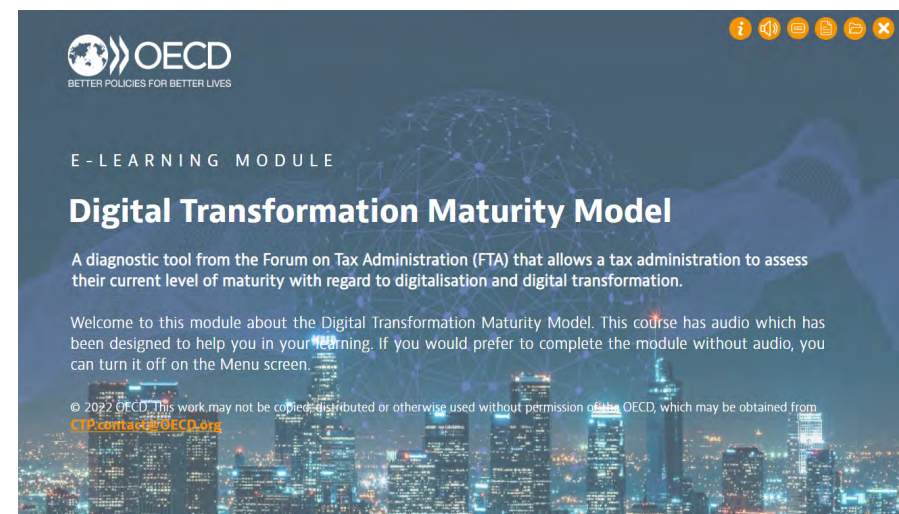 OECD
BETTER POLICIES FOR BETTER LIVES
E-LEARNING MODULE
Digital Transformation Maturity Model
A diagnostic tool from the Forum on Tax Administration (FTA) that allows a tax administration to assess
their current level of maturity with regard to digitalisation and digital transformation.
Welcome to this module about the Digital Transformation Maturity Model. This course has audio which has
been designed to help you in your learning. If you would prefer to complete the module without audio, you
can turn it off on the Menu screen.
© 2022 OECD. This work may not be copied, distributed or otherwise used without permission of the OECD, which may be obtained from
CTP.contact@OECD.org